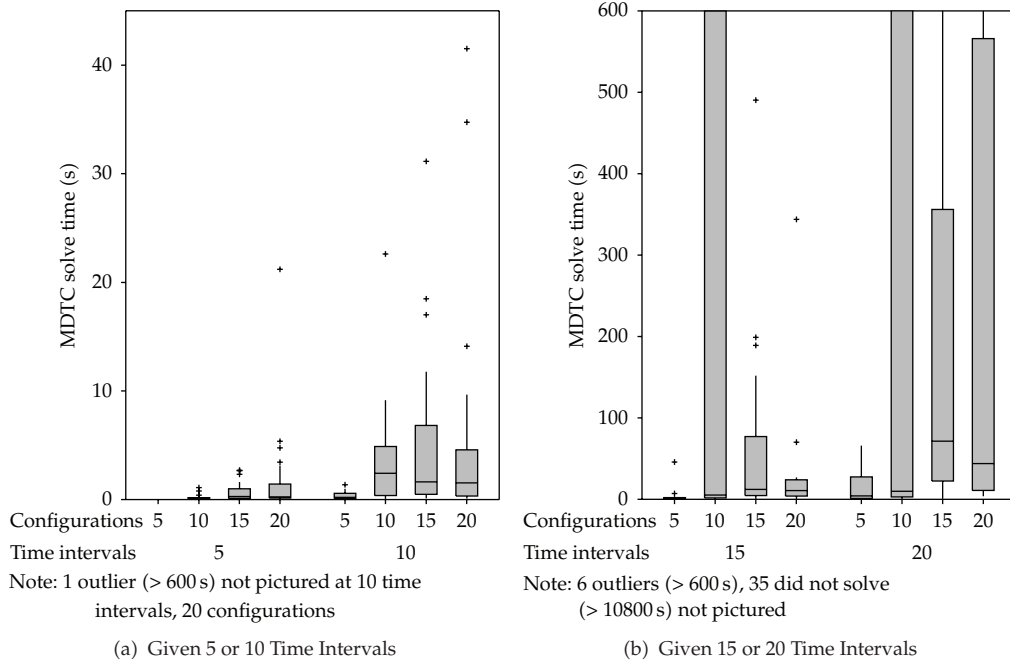 MDTC solve time (s)
40
30
20
10
0
Configurations 5 10 15 20 5 10 15 20
Time intervals 5 10
Note: 1 outlier (> 600 s) not pictured at 10 time
intervals, 20 configurations
(a) Given 5 or 10 Time Intervals
MDTC solve time (s)
600
500
400
300
200
100
0
Configurations 5 10 15 20 5 10 15 20
Time intervals 15 20
Note: 6 outliers (> 600 s), 35 did not solve
(> 10800 s) not pictured
(b) Given 15 or 20 Time Intervals